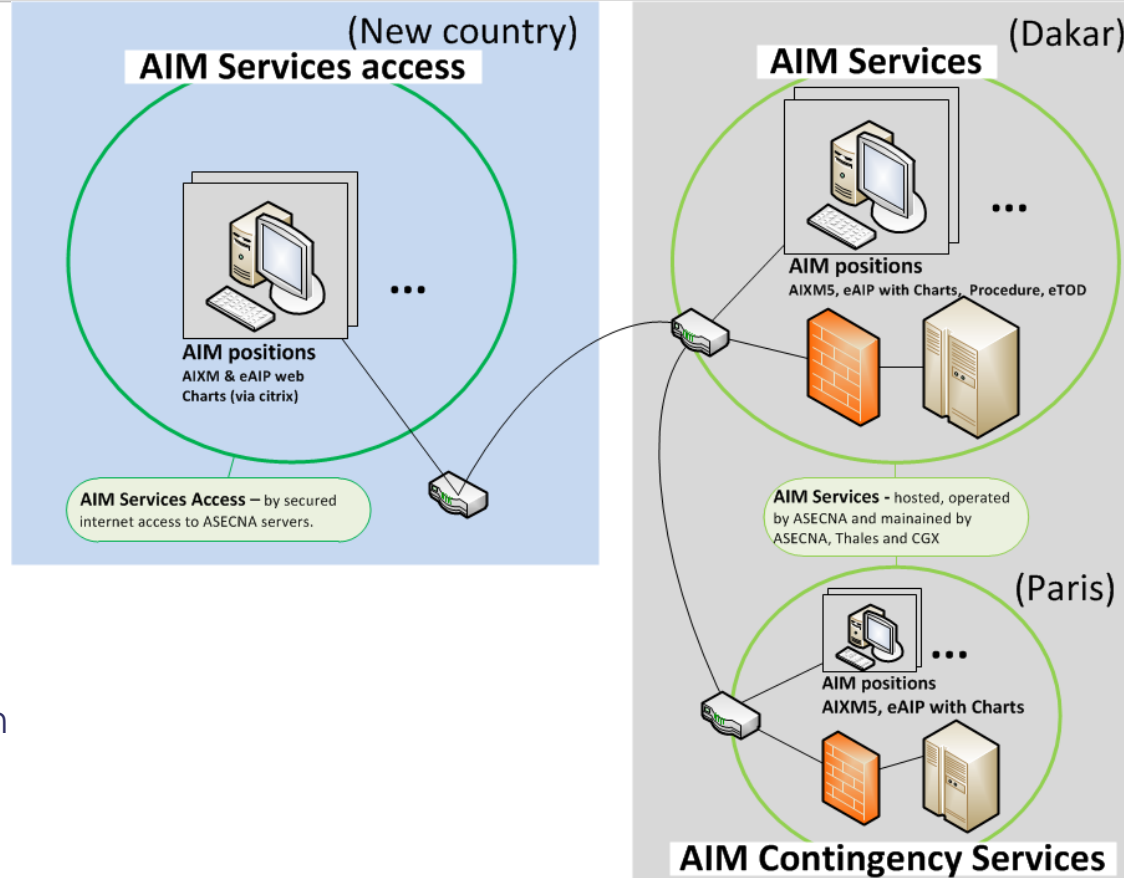 (New country)
AIM Services access
...
AIM positions
AIXM & eAIP web
Charts (via citrix)
AIM Services Access – by secured
internet access to ASECNA servers.
(Dakar)
AIM Services
...
AIM positions
AIXM5, eAIP with Charts, Procedure, eTOD
AIM Services - hosted, operated
by ASECNA and mainained by
ASECNA, Thales and CGX
(Paris)
...
AIM positions
AIXM5, eAIP with Charts
AIM Contingency Services
n